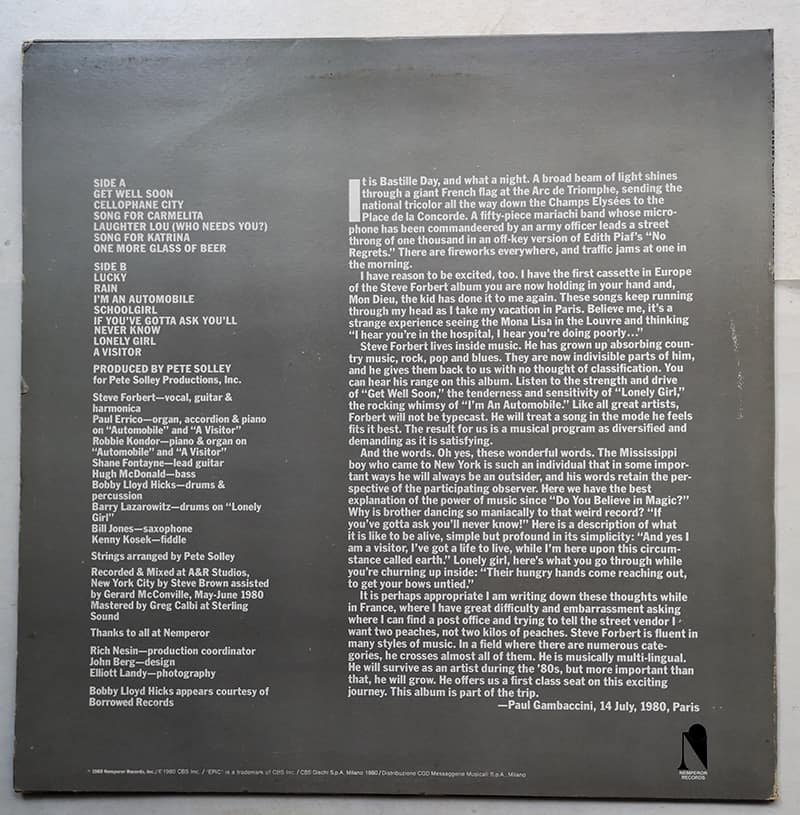 SIDE A
GET WELL SOON
CELLOPHANE CITY
SONG FOR CARMELITA
LAUGHTER LOU (WHO NEEDS YOU?)
SONG FOR KATRINA
ONE MORE GLASS OF BEER
SIDE B
LUCKY
RAIN
I'M AN AUTOMOBILE
SCHOOLGIRL
IF YOU'VE GOTTA ASK YOU'LL
NEVER KNOW
LONELY GIRL
A VISITOR
PRODUCED BY PETE SOLLEY
for Pete Solley Productions, Inc.
Steve Forbert—vocal, guitar &
harmonica
Paul Errico—organ, accordion & piano
on "Automobile" and "A Visitor"
Robbie Kondor—piano & organ on
"Automobile" and "A Visitor"
Shane Fontayne—lead guitar
Hugh McDonald—bass
Bobby Lloyd Hicks—drums &
percussion
Barry Lazarowitz—drums on "Lonely
Girl"
Bill Jones—saxophone
Kenny Kosek—fiddle
Strings arranged by Pete Solley
Recorded & Mixed at A&R Studios,
New York City by Steve Brown assisted
by Gerard McConville, May-June 1980
Mastered by Greg Calbi at Sterling
Sound
Thanks to all at Nemperor
Rich Nesin—production coordinator
John Berg—design
Elliott Landy—photography
Bobby Lloyd Hicks appears courtesy of
Borrowed Records
It is Bastille Day, and what a night. A broad beam of light shines
through a giant French flag at the Arc de Triomphe, sending the
national tricolor all the way down the Champs Elysées to the
Place de la Concorde. A fifty-piece mariachi band whose micro-
phone has been commandeered by an army officer leads a street
throng of one thousand in an off-key version of Edith Piaf's "No
Regrets." There are fireworks everywhere, and traffic jams at one in
the morning.
I have reason to be excited, too. I have the first cassette in Europe
of the Steve Forbert album you are now holding in your hand and,
Mon Dieu, the kid has done it to me again. These songs keep running
through my head as I take my vacation in Paris. Believe me, it's a
strange experience seeing the Mona Lisa in the Louvre and thinking
"I hear you're in the hospital, I hear you're doing poorly..."
Steve Forbert lives inside music. He has grown up absorbing coun-
try music, rock, pop and blues. They are now indivisible parts of him,
and he gives them back to us with no thought of classification. You
can hear his range on this album. Listen to the strength and drive
of "Get Well Soon," the tenderness and sensitivity of "Lonely Girl,"
the rocking whimsy of "I'm An Automobile." Like all great artists,
Forbert will not be typecast. He will treat a song in the mode he feels
fits it best. The result for us is a musical program as diversified and
demanding as it is satisfying.
And the words. Oh yes, these wonderful words. The Mississippi
boy who came to New York is such an individual that in some impor-
tant ways he will always be an outsider, and his words retain the per-
spective of the participating observer. Here we have the best
explanation of the power of music since "Do You Believe in Magic?"
Why is brother dancing so maniacally to that weird record? "If
you've gotta ask you'll never know!" Here is a description of what
it is like to be alive, simple but profound in its simplicity: "And yes I
am a visitor, I've got a life to live, while I'm here upon this circum-
stance called earth." Lonely girl, here's what you go through while
you're churning up inside: "Their hungry hands come reaching out,
to get your bows untied."
It is perhaps appropriate I am writing down these thoughts while
in France, where I have great difficulty and embarrassment asking
where I can find a post office and trying to tell the street vendor I
want two peaches, not two kilos of peaches. Steve Forbert is fluent in
many styles of music. In a field where there are numerous cate-
gories, he crosses almost all of them. He is musically multi-lingual.
He will survive as an artist during the '80s, but more important than
that, he will grow. He offers us a first class seat on this exciting
journey. This album is part of the trip.
—Paul Gambaccini, 14 July, 1980, Paris
1980 Nemperor Records, Inc./℗ 1980 CBS Inc. / "EPIC" is a trademark of CBS Inc. / CBS Dischi S.p.A. Milano 1980/Distribuzione CGD Messaggerie Musicali S.p.A., Milano
NEMPEROR
RECORDS